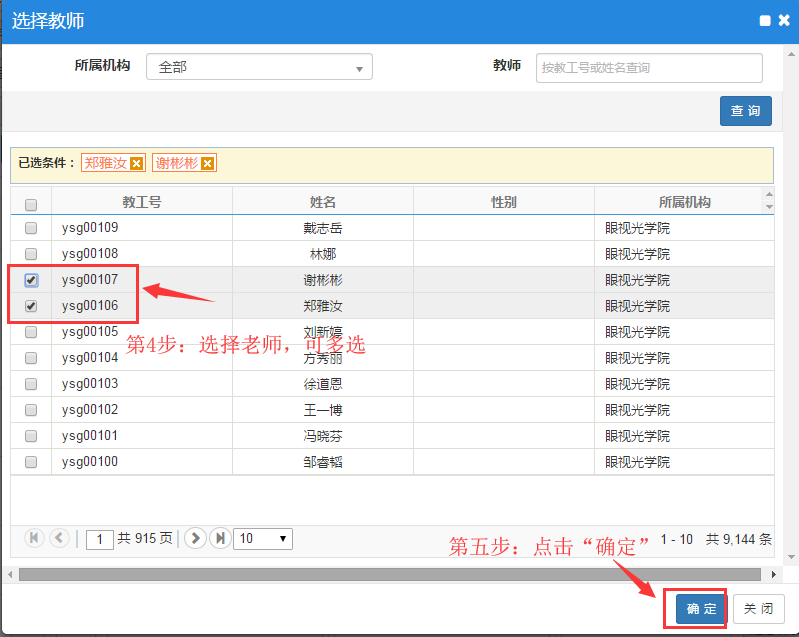 选择教师
所属机构 全部 教师 按教工号或姓名查询
查 询
已选条件： 郑雅汝 谢彬彬
教工号 姓名 性别 所属机构
ysg00109 戴志岳 眼视光学院
ysg00108 林娜 眼视光学院
ysg00107 谢彬彬 眼视光学院
ysg00106 郑雅汝 眼视光学院
ysg00105 刘新婷 眼视光学院
第4步：选择老师，可多选
ysg00104 方秀丽 眼视光学院
ysg00103 徐道恩 眼视光学院
ysg00102 王一博 眼视光学院
ysg00101 冯晓芬 眼视光学院
ysg00100 邹睿韬 眼视光学院
1 共 915 页 10 1 - 10 共 9,144 条
第五步：点击“确定”
确 定 关 闭